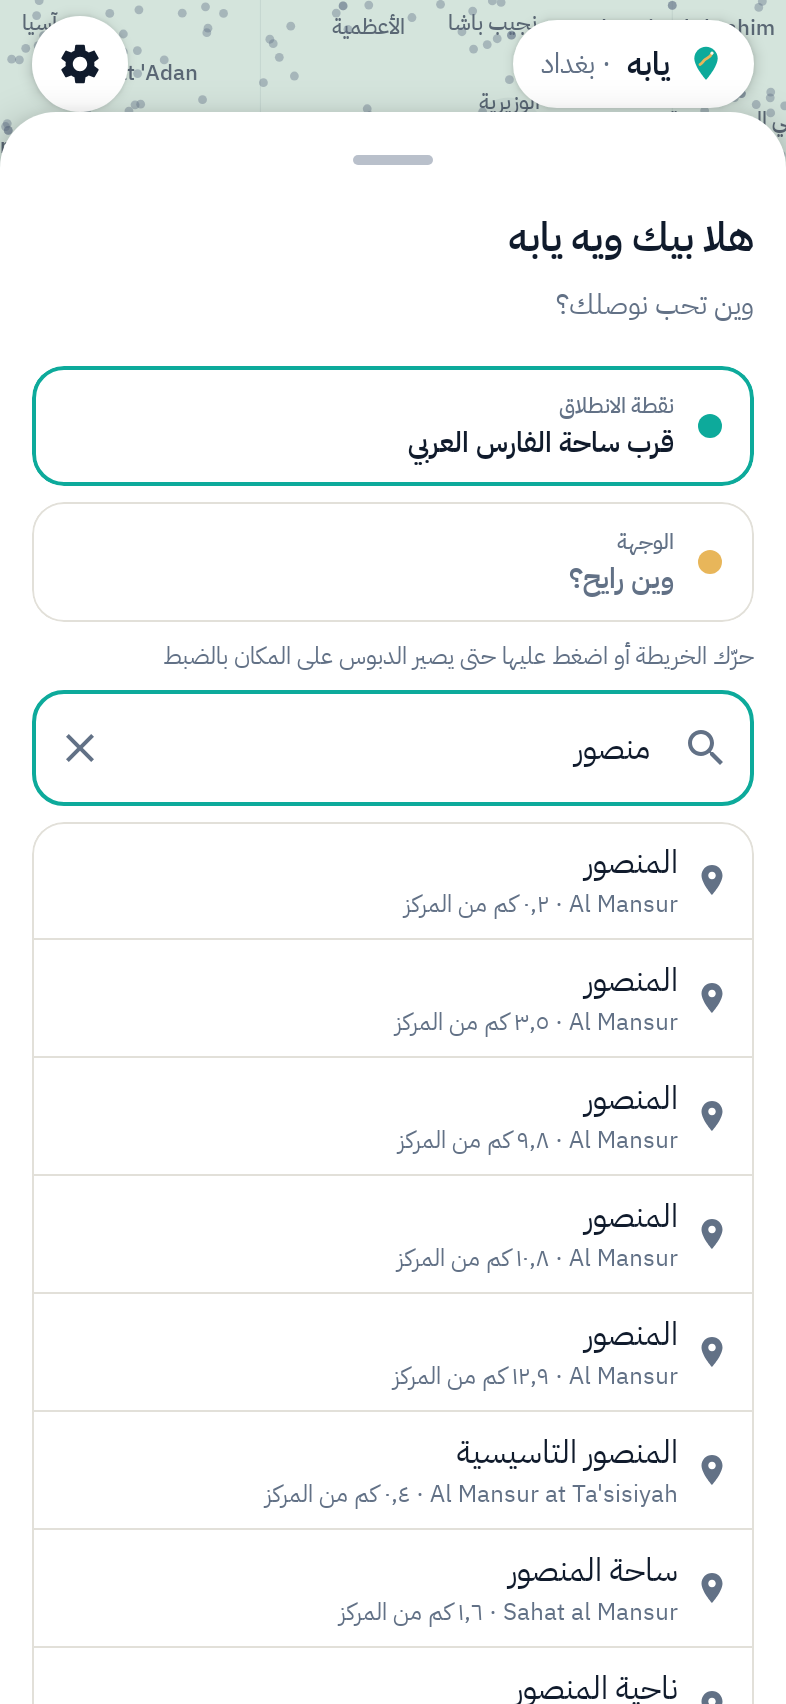 آسيا
الأعظمية
نجيب باشا
t 'Adan
يابه · بغداد
الوزيرية
هلا بيك ويه يابه
وين تحب نوصلك؟
نقطة الانطلاق
قرب ساحة الفارس العربي
الوجهة
وين رايح؟
حرّك الخريطة أو اضغط عليها حتى يصير الدبوس على المكان بالضبط
منصور
المنصور
Al Mansur · ٠,٢ كم من المركز
المنصور
Al Mansur · ٣,٥ كم من المركز
المنصور
Al Mansur · ٩,٨ كم من المركز
المنصور
Al Mansur · ١٠,٨ كم من المركز
المنصور
Al Mansur · ١٢,٩ كم من المركز
المنصور التاسيسية
Al Mansur at Ta'sisiyah · ٠,٤ كم من المركز
ساحة المنصور
Sahat al Mansur · ١,٦ كم من المركز
ناحية المنصور